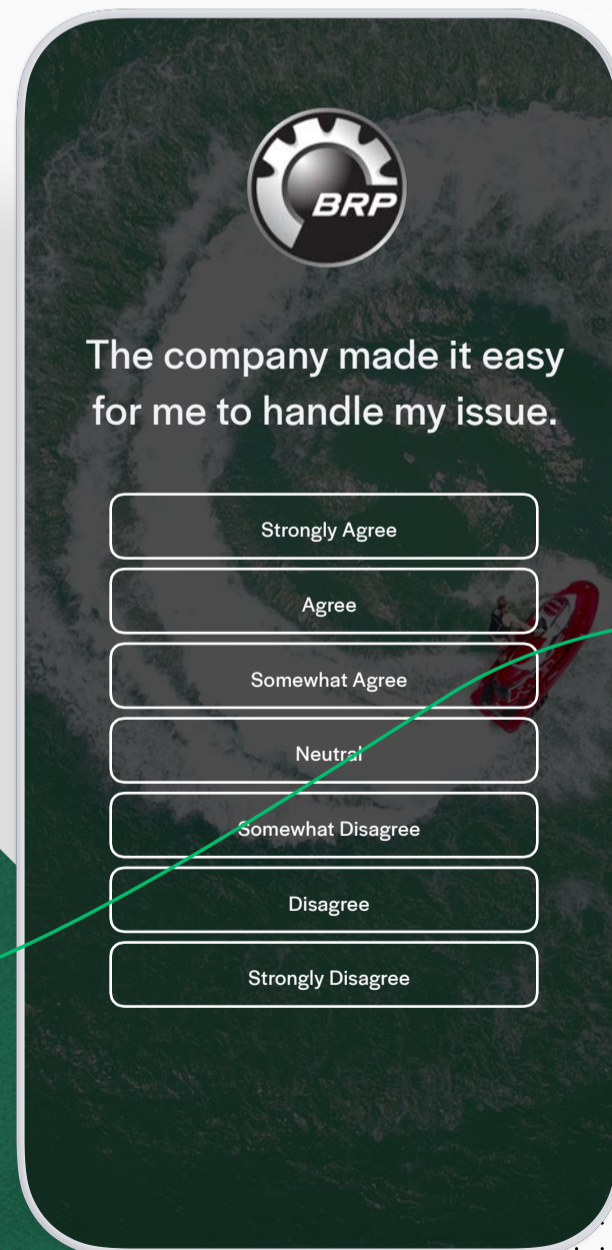 BRP
The company made it easy
for me to handle my issue.
Strongly Agree
Agree
Somewhat Agree
Neutral
Somewhat Disagree
Disagree
Strongly Disagree